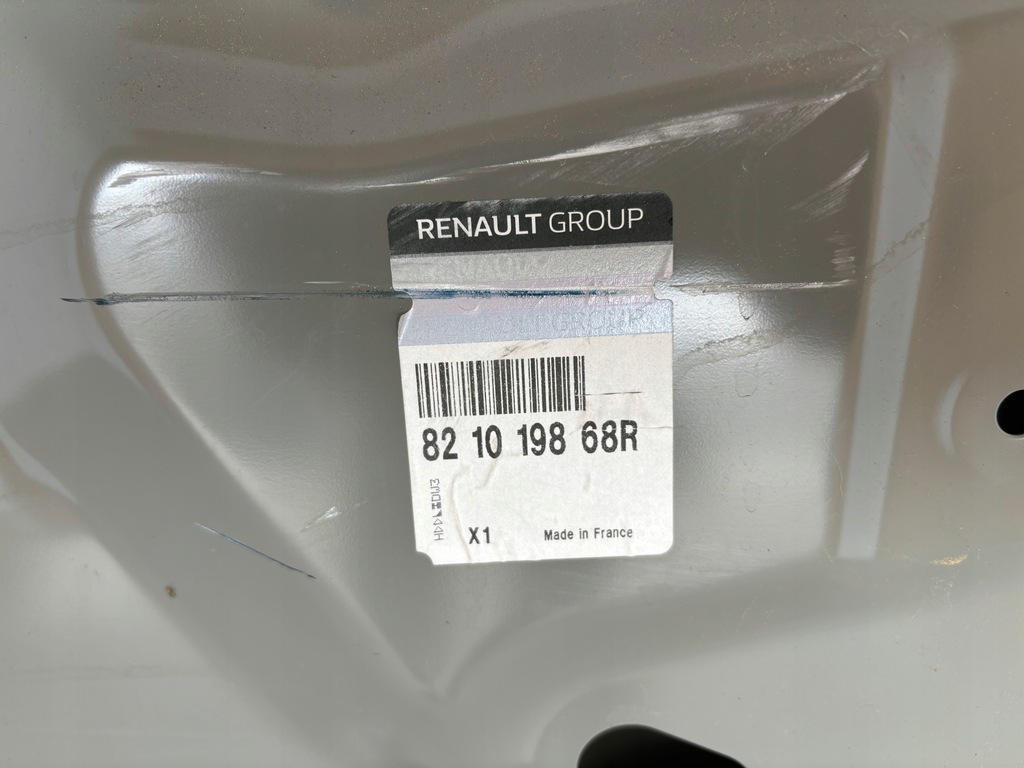 RENAULT GROUP
82 10 198 68R
X1
Made in France